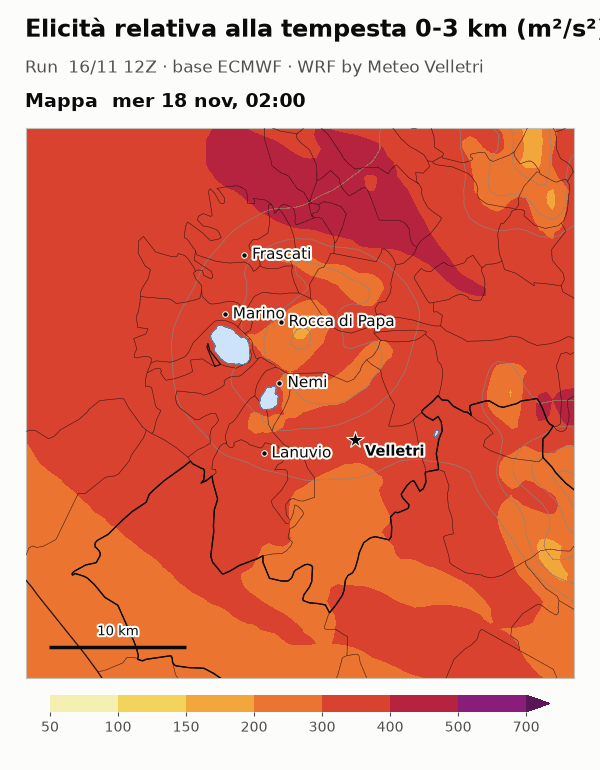 Elicità relativa alla tempesta 0-3 km (m²/s²)
Run 16/11 12Z · base ECMWF · WRF by Meteo Velletri
Mappa mer 18 nov, 02:00
Frascati
Marino
Rocca di Papa
Nemi
Velletri
Lanuvio
10 km
50 100 150 200 300 400 500 700